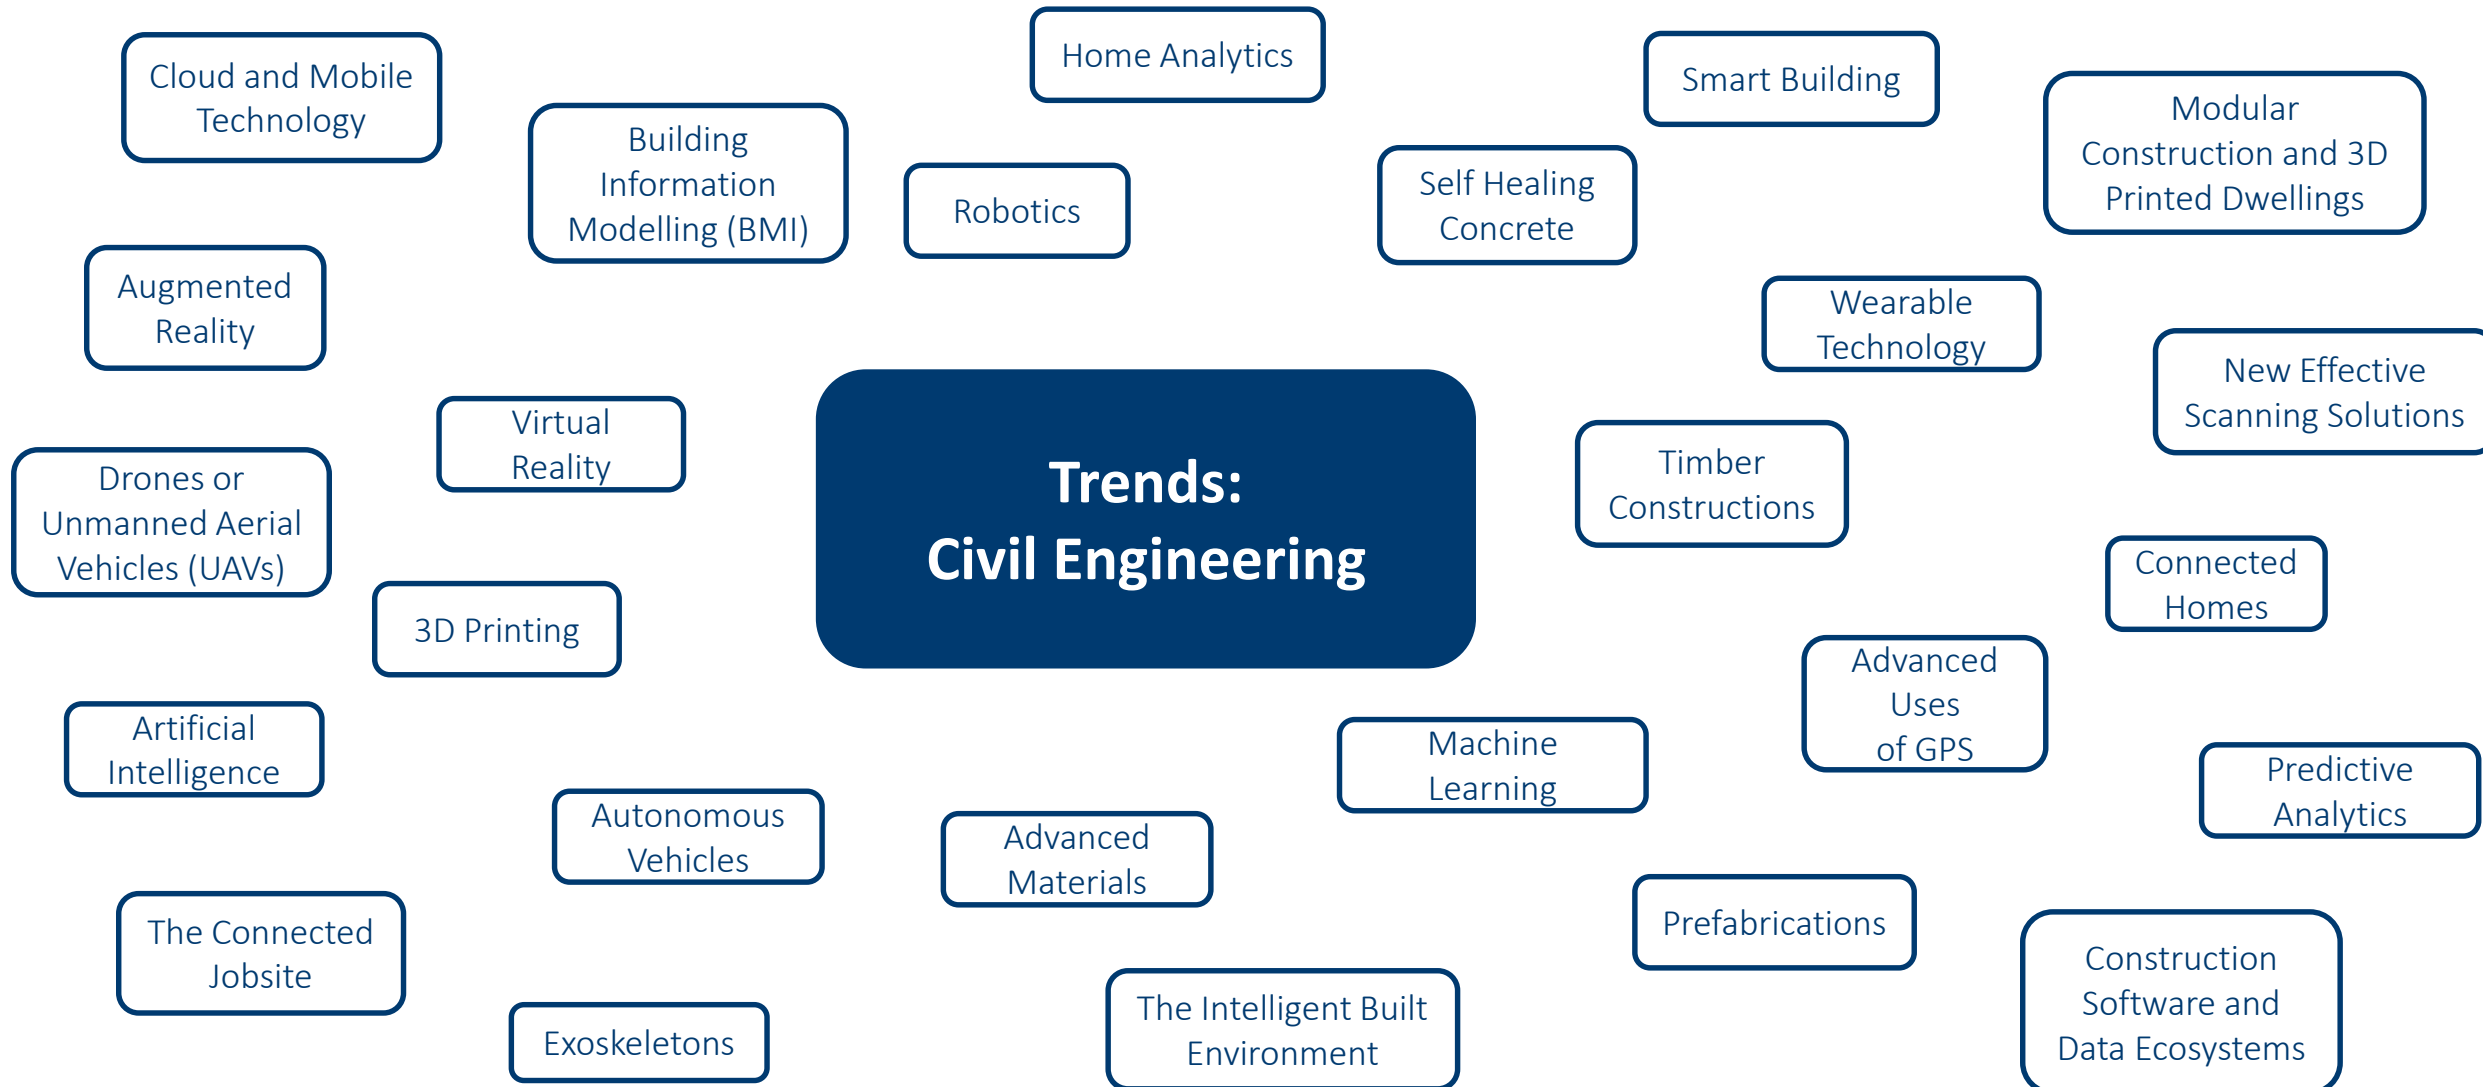 Home Analytics
Cloud and Mobile
Technology
Smart Building
Modular
Construction and 3D
Printed Dwellings
Building
Information
Modelling (BMI)
Robotics
Self Healing
Concrete
Augmented
Reality
Wearable
Technology
New Effective
Scanning Solutions
Virtual
Reality
Trends:
Civil Engineering
Timber
Constructions
Drones or
Unmanned Aerial
Vehicles (UAVs)
Connected
Homes
3D Printing
Advanced
Uses
of GPS
Artificial
Intelligence
Machine
Learning
Predictive
Analytics
Autonomous
Vehicles
Advanced
Materials
Prefabrications
The Connected
Jobsite
Construction
Software and
Data Ecosystems
The Intelligent Built
Environment
Exoskeletons